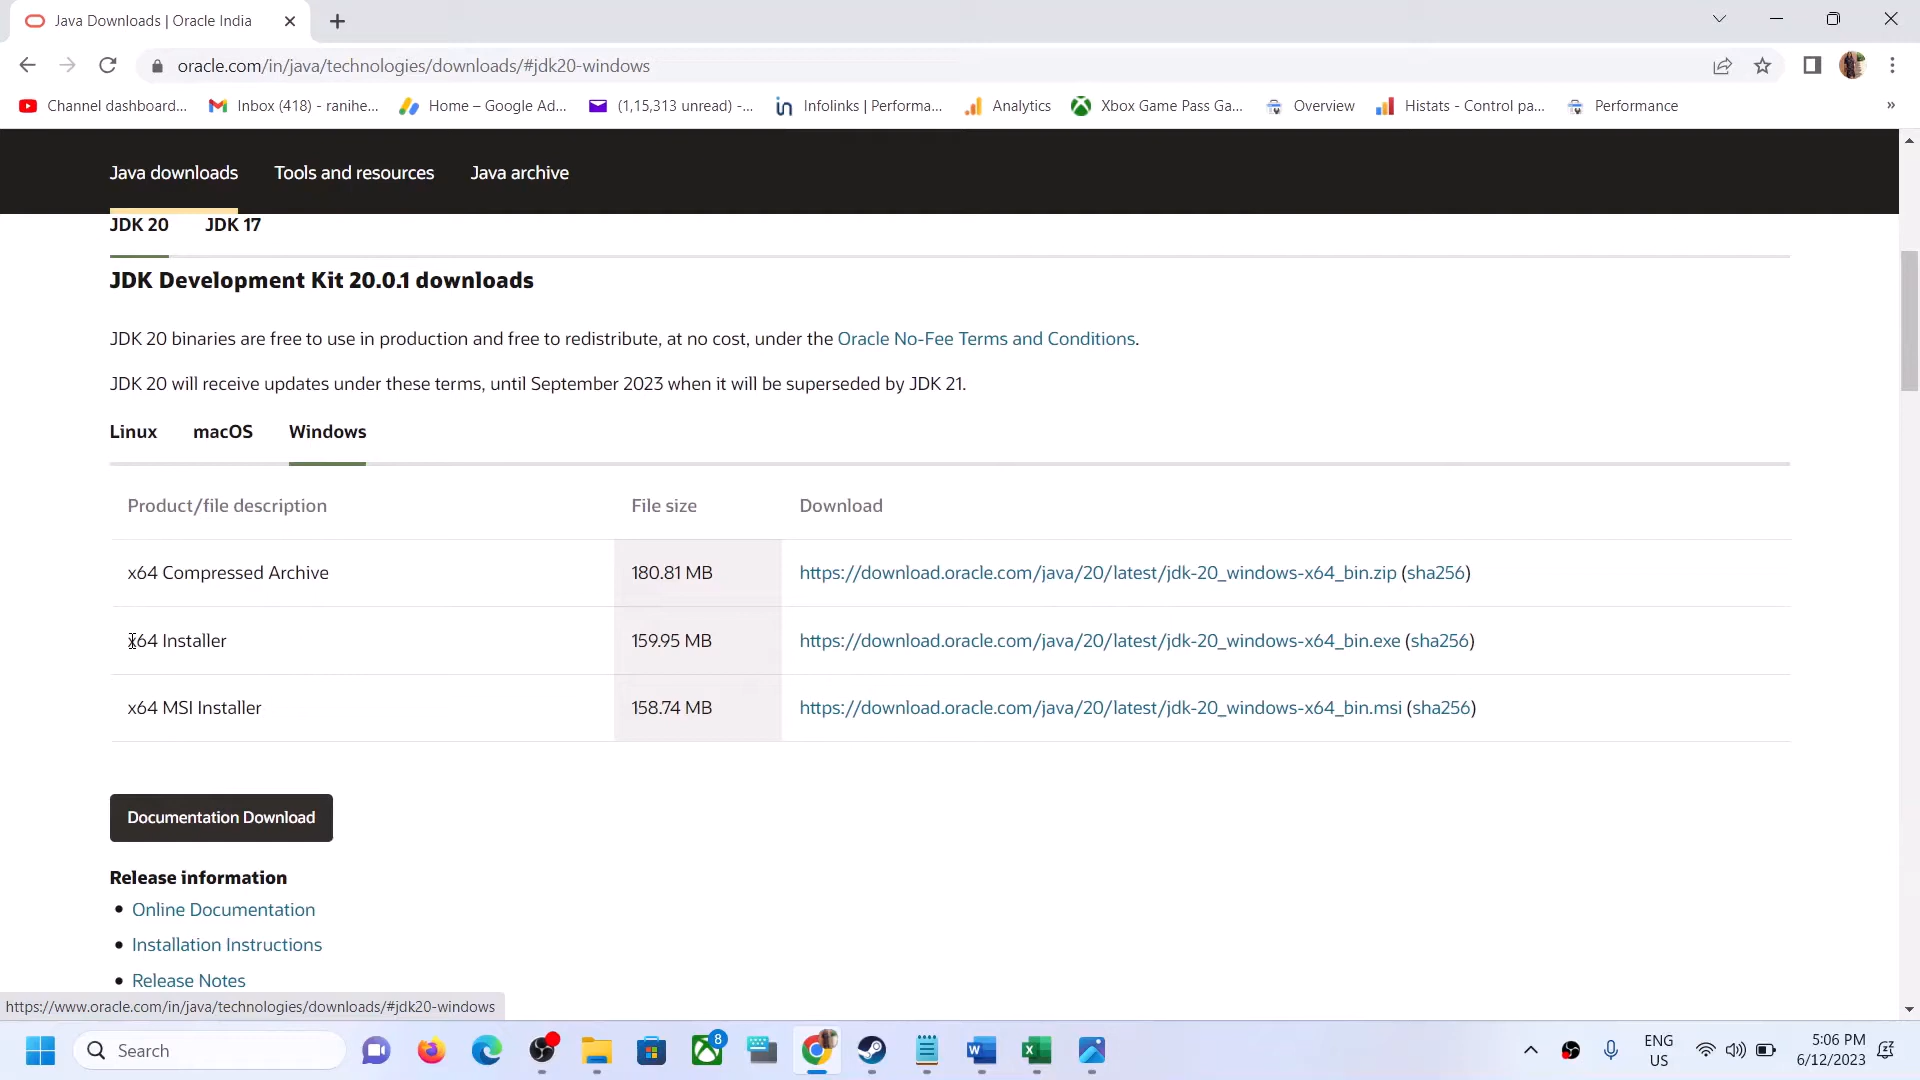 Java Downloads | Oracle India
oracle.com/in/java/technologies/downloads/#jdk20-windows
Channel dashboard... Inbox (418) - ranihe... Home – Google Ad... (1,15,313 unread) -... Infolinks | Performa... Analytics Xbox Game Pass Ga... Overview Histats - Control pa... Performance »
Java downloads Tools and resources Java archive
JDK 20 JDK 17
JDK Development Kit 20.0.1 downloads
JDK 20 binaries are free to use in production and free to redistribute, at no cost, under the Oracle No-Fee Terms and Conditions.
JDK 20 will receive updates under these terms, until September 2023 when it will be superseded by JDK 21.
Linux macOS Windows
Product/file description File size Download
x64 Compressed Archive 180.81 MB https://download.oracle.com/java/20/latest/jdk-20_windows-x64_bin.zip (sha256)
x64 Installer 159.95 MB https://download.oracle.com/java/20/latest/jdk-20_windows-x64_bin.exe (sha256)
x64 MSI Installer 158.74 MB https://download.oracle.com/java/20/latest/jdk-20_windows-x64_bin.msi (sha256)
Documentation Download
Release information
• Online Documentation
• Installation Instructions
• Release Notes
https://www.oracle.com/in/java/technologies/downloads/#jdk20-windows
Search 8 ENG 5:06 PM
US 6/12/2023